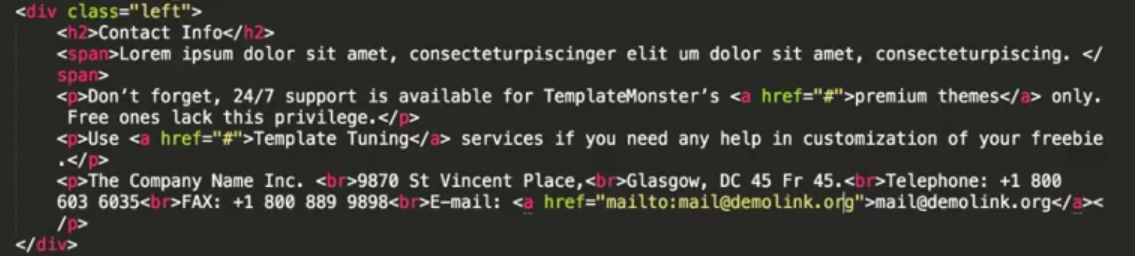 <div class="left">
<h2>Contact Info</h2>
<span>Lorem ipsum dolor sit amet, consecteturpiscinger elit um dolor sit amet, consecteturpiscing. </
span>
<p>Don’t forget, 24/7 support is available for TemplateMonster’s <a href="#">premium themes</a> only.
Free ones lack this privilege.</p>
<p>Use <a href="#">Template Tuning</a> services if you need any help in customization of your freebie
.</p>
<p>The Company Name Inc. <br>9870 St Vincent Place,<br>Glasgow, DC 45 Fr 45.<br>Telephone: +1 800
603 6035<br>FAX: +1 800 889 9898<br>E-mail: <a href="mailto:mail@demolink.org">mail@demolink.org</a><
/p>
</div>